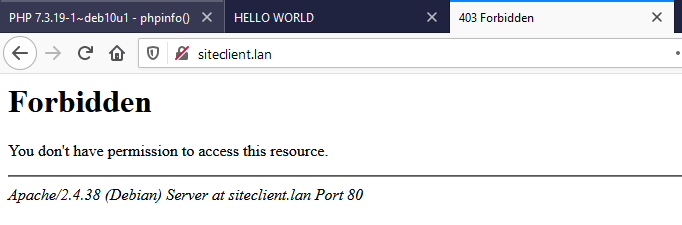 PHP 7.3.19-1~deb10u1 - phpinfo()
HELLO WORLD
403 Forbidden
siteclient.lan
Forbidden
You don't have permission to access this resource.
Apache/2.4.38 (Debian) Server at siteclient.lan Port 80